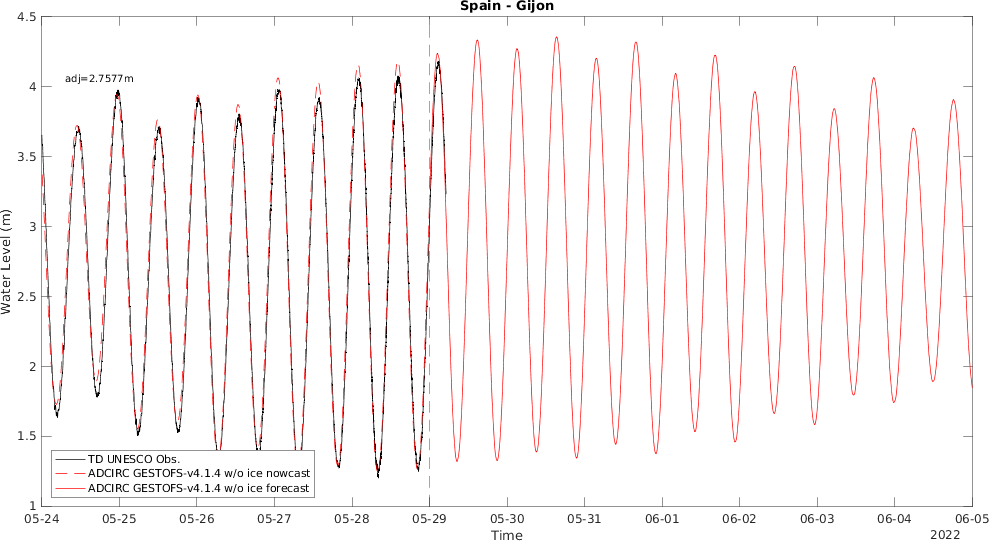 Spain - Gijon
4.5
4
3.5
3
2.5
2
1.5
1
Water Level (m)
adj=2.7577m
TD UNESCO Obs.
ADCIRC GESTOFS-v4.1.4 w/o ice nowcast
ADCIRC GESTOFS-v4.1.4 w/o ice forecast
05-24 05-25 05-26 05-27 05-28 05-29 05-30 05-31 06-01 06-02 06-03 06-04 06-05
Time
2022